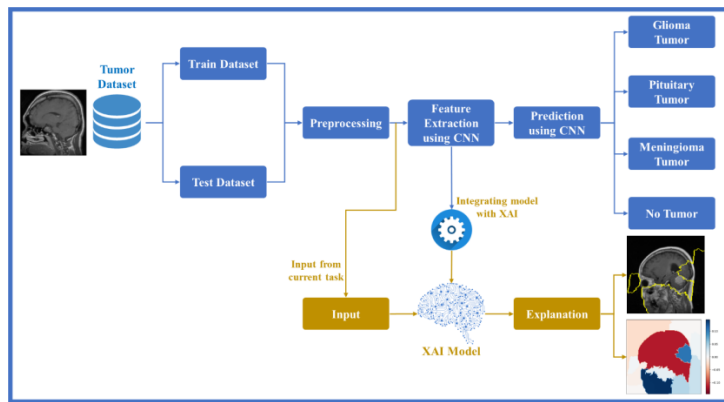 Tumor
Dataset
Train Dataset
Test Dataset
Preprocessing
Feature
Extraction
using CNN
Prediction
using CNN
Glioma
Tumor
Pituitary
Tumor
Meningioma
Tumor
No Tumor
Integrating model
with XAI
Input from
current task
Input
XAI Model
Explanation